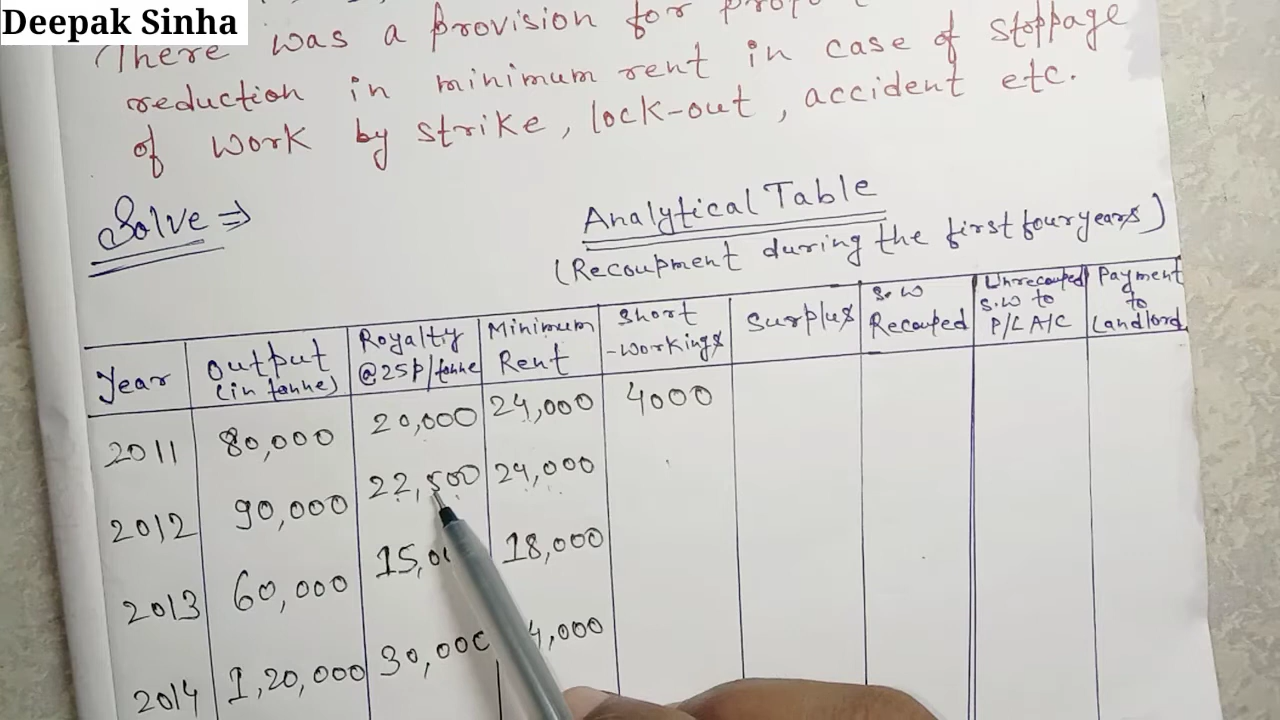 Deepak Sinha
There was a provision for
reduction in minimum rent in case of stoppage
of work by strike, lock-out, accident etc.
Solve ⇒
Analytical Table
(Recoupment during the first four years)
Year
Output
(in tonne)
Royalty
@25p/tonne
Minimum
Rent
Short
-workings
Surplus
S.W
Recouped
Unrecouped
S.W to
P/L A/C
Payment
to
Landlord
2011 80,000 20,000 24,000 4000
2012 90,000 22,500 24,000
2013 60,000 18,000
2014 1,20,000 30,000